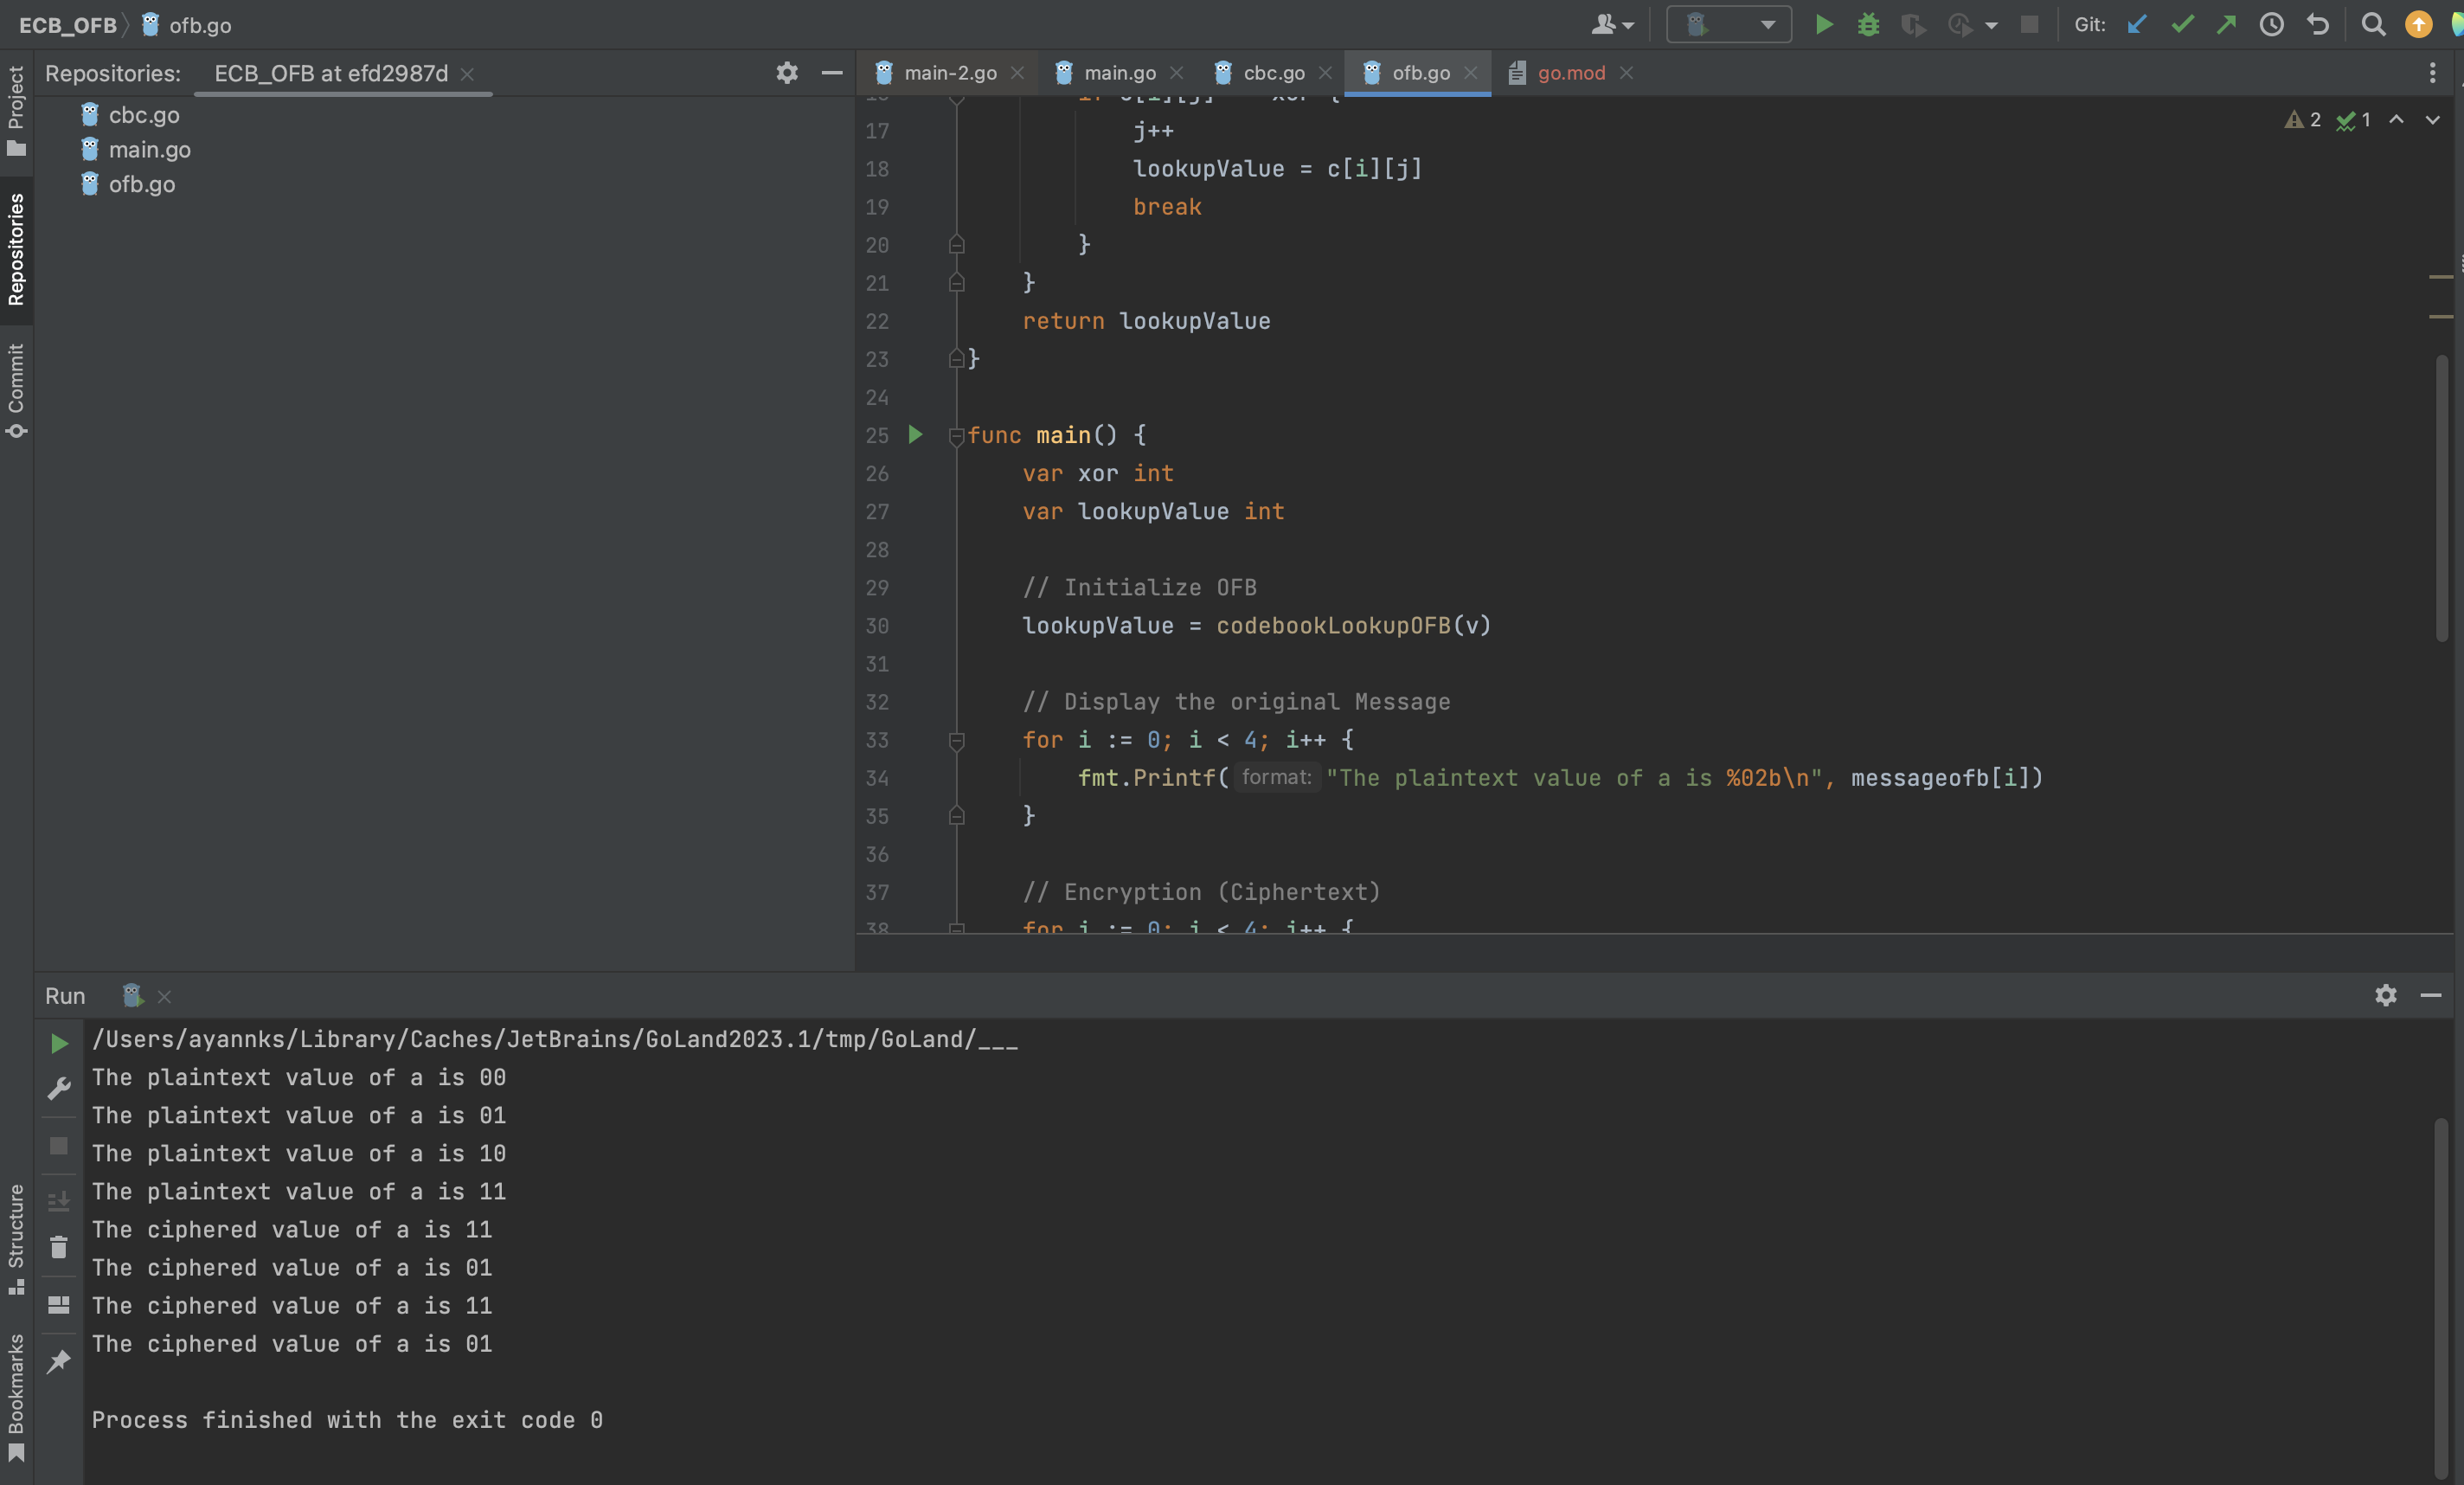 ECB_OFB ofb.go
Git:
Repositories: ECB_OFB at efd2987d
main-2.go main.go cbc.go ofb.go go.mod
cbc.go
main.go
ofb.go
Project
Repositories
Commit
Structure
Bookmarks
2 1
17 j++
18 lookupValue = c[i][j]
19 break
20 }
21 }
22 return lookupValue
23 }
24
25 func main() {
26 var xor int
27 var lookupValue int
28
29 // Initialize OFB
30 lookupValue = codebookLookupOFB(v)
31
32 // Display the original Message
33 for i := 0; i < 4; i++ {
34 fmt.Printf( format: "The plaintext value of a is %02b\n", messageofb[i])
35 }
36
37 // Encryption (Ciphertext)
38 for i := 0; i < 4; i++ {
Run
/Users/ayannks/Library/Caches/JetBrains/GoLand2023.1/tmp/GoLand/___
The plaintext value of a is 00
The plaintext value of a is 01
The plaintext value of a is 10
The plaintext value of a is 11
The ciphered value of a is 11
The ciphered value of a is 01
The ciphered value of a is 11
The ciphered value of a is 01
Process finished with the exit code 0